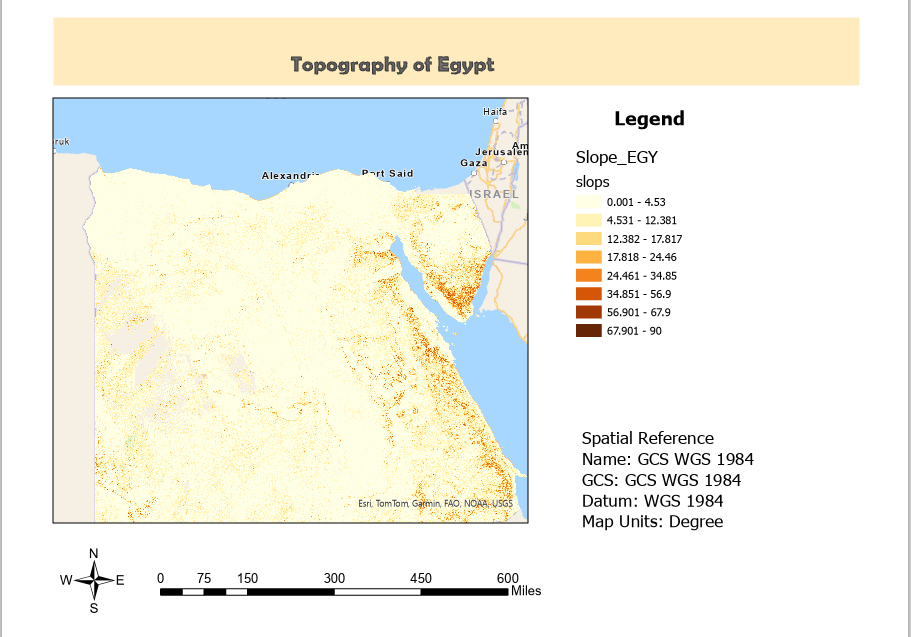 Topography of Egypt
Haifa
ruk
Am
Jerusalem
Gaza
Alexandria
Port Said
ISRAEL
Esri, TomTom, Garmin, FAO, NOAA, USGS
Legend
Slope_EGY
slops
0.001 - 4.53
4.531 - 12.381
12.382 - 17.817
17.818 - 24.46
24.461 - 34.85
34.851 - 56.9
56.901 - 67.9
67.901 - 90
Spatial Reference
Name: GCS WGS 1984
GCS: GCS WGS 1984
Datum: WGS 1984
Map Units: Degree
N
W E
S
0 75 150 300 450 600
Miles